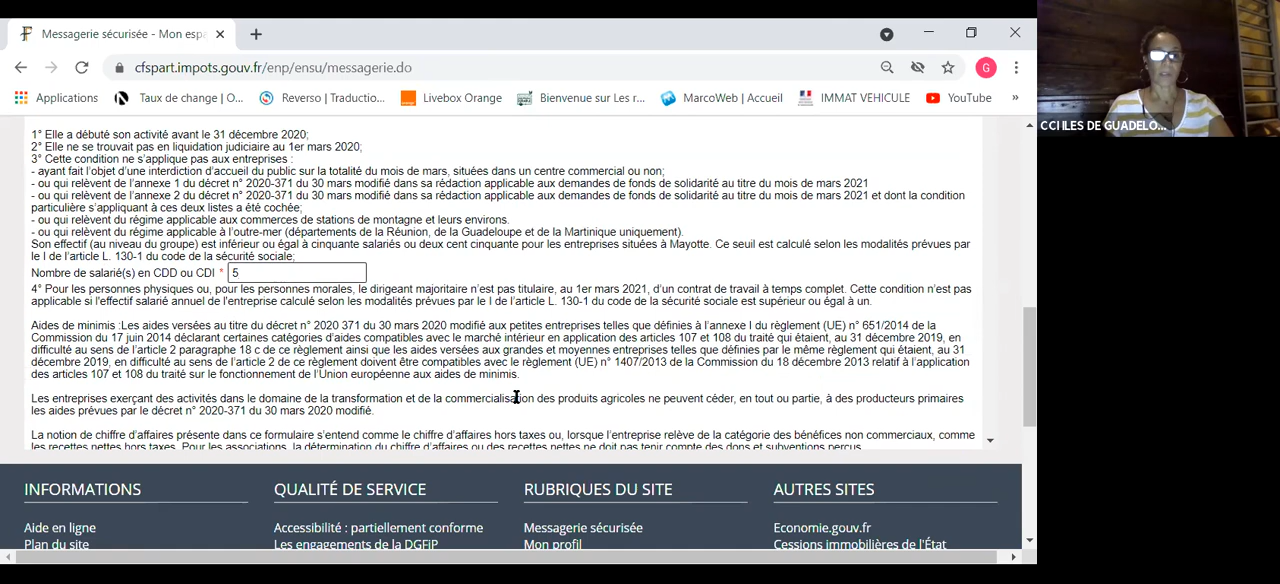 Messagerie sécurisée - Mon esp
cfspart.impots.gouv.fr/enp/ensu/messagerie.do
G
Applications
Taux de change | O...
Reverso | Traductio...
Livebox Orange
Bienvenue sur Les r...
MarcoWeb | Accueil
IMMAT VEHICULE
YouTube
»
CCI ILES DE GUADELO...
1° Elle a débuté son activité avant le 31 décembre 2020;
2° Elle ne se trouvait pas en liquidation judiciaire au 1er mars 2020;
3° Cette condition ne s'applique pas aux entreprises :
- ayant fait l'objet d'une interdiction d'accueil du public sur la totalité du mois de mars, situées dans un centre commercial ou non;
- ou qui relèvent de l'annexe 1 du décret n° 2020-371 du 30 mars modifié dans sa rédaction applicable aux demandes de fonds de solidarité au titre du mois de mars 2021
- ou qui relèvent de l'annexe 2 du décret n° 2020-371 du 30 mars modifié dans sa rédaction applicable aux demandes de fonds de solidarité au titre du mois de mars 2021 et dont la condition
particulière s'appliquant à ces deux listes a été cochée;
- ou qui relèvent du régime applicable aux commerces de stations de montagne et leurs environs.
- ou qui relèvent du régime applicable à l'outre-mer (départements de la Réunion, de la Guadeloupe et de la Martinique uniquement).
Son effectif (au niveau du groupe) est inférieur ou égal à cinquante salariés ou deux cent cinquante pour les entreprises situées à Mayotte. Ce seuil est calculé selon les modalités prévues par
le I de l'article L. 130-1 du code de la sécurité sociale;
Nombre de salarié(s) en CDD ou CDI * 5
4° Pour les personnes physiques ou, pour les personnes morales, le dirigeant majoritaire n'est pas titulaire, au 1er mars 2021, d'un contrat de travail à temps complet. Cette condition n'est pas
applicable si l'effectif salarié annuel de l'entreprise calculé selon les modalités prévues par le I de l'article L. 130-1 du code de la sécurité sociale est supérieur ou égal à un.
Aides de minimis :Les aides versées au titre du décret n° 2020 371 du 30 mars 2020 modifié aux petites entreprises telles que définies à l'annexe I du règlement (UE) n° 651/2014 de la
Commission du 17 juin 2014 déclarant certaines catégories d'aides compatibles avec le marché intérieur en application des articles 107 et 108 du traité qui étaient, au 31 décembre 2019, en
difficulté au sens de l'article 2 paragraphe 18 c de ce règlement ainsi que les aides versées aux grandes et moyennes entreprises telles que définies par le même règlement qui étaient, au 31
décembre 2019, en difficulté au sens de l'article 2 de ce règlement doivent être compatibles avec le règlement (UE) n° 1407/2013 de la Commission du 18 décembre 2013 relatif à l'application
des articles 107 et 108 du traité sur le fonctionnement de l'Union européenne aux aides de minimis.
Les entreprises exerçant des activités dans le domaine de la transformation et de la commercialisation des produits agricoles ne peuvent céder, en tout ou partie, à des producteurs primaires
les aides prévues par le décret n° 2020-371 du 30 mars 2020 modifié.
La notion de chiffre d'affaires présente dans ce formulaire s'entend comme le chiffre d'affaires hors taxes ou, lorsque l'entreprise relève de la catégorie des bénéfices non commerciaux, comme
les recettes nettes hors taxes. Pour les associations, la détermination du chiffre d'affaires ou des recettes nettes ne doit pas tenir compte des dons et subventions perçus.
INFORMATIONS
Aide en ligne
Plan du site
QUALITÉ DE SERVICE
Accessibilité : partiellement conforme
Les engagements de la DGFiP
RUBRIQUES DU SITE
Messagerie sécurisée
Mon profil
AUTRES SITES
Economie.gouv.fr
Cessions immobilières de l'État